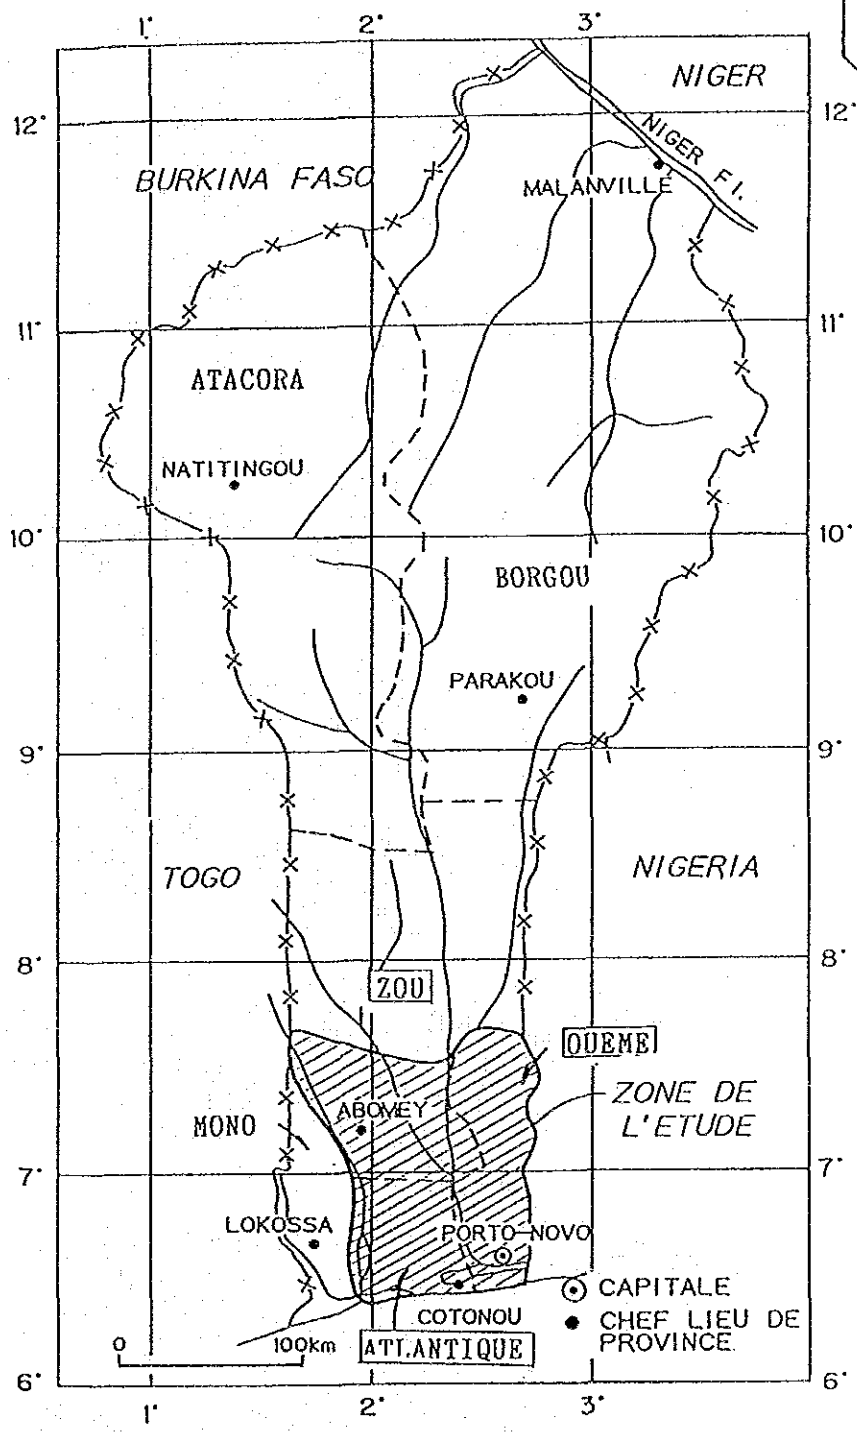 1° 2° 3°
NIGER
12° 12°
NIGER Fl.
BURKINA FASO
MALANVILLE
11° 11°
ATACORA
NATITINGOU
10° 10°
BORGOU
PARAKOU
9° 9°
TOGO
NIGERIA
8° 8°
ZOU
OUEME
ZONE DE
L'ETUDE
ABOMEY
MONO
7° 7°
LOKOSSA
PORTO-NOVO
CAPITALE
COTONOU
CHEF LIEU DE
PROVINCE
0 100km
ATLANTIQUE
6° 6°
1° 2° 3°